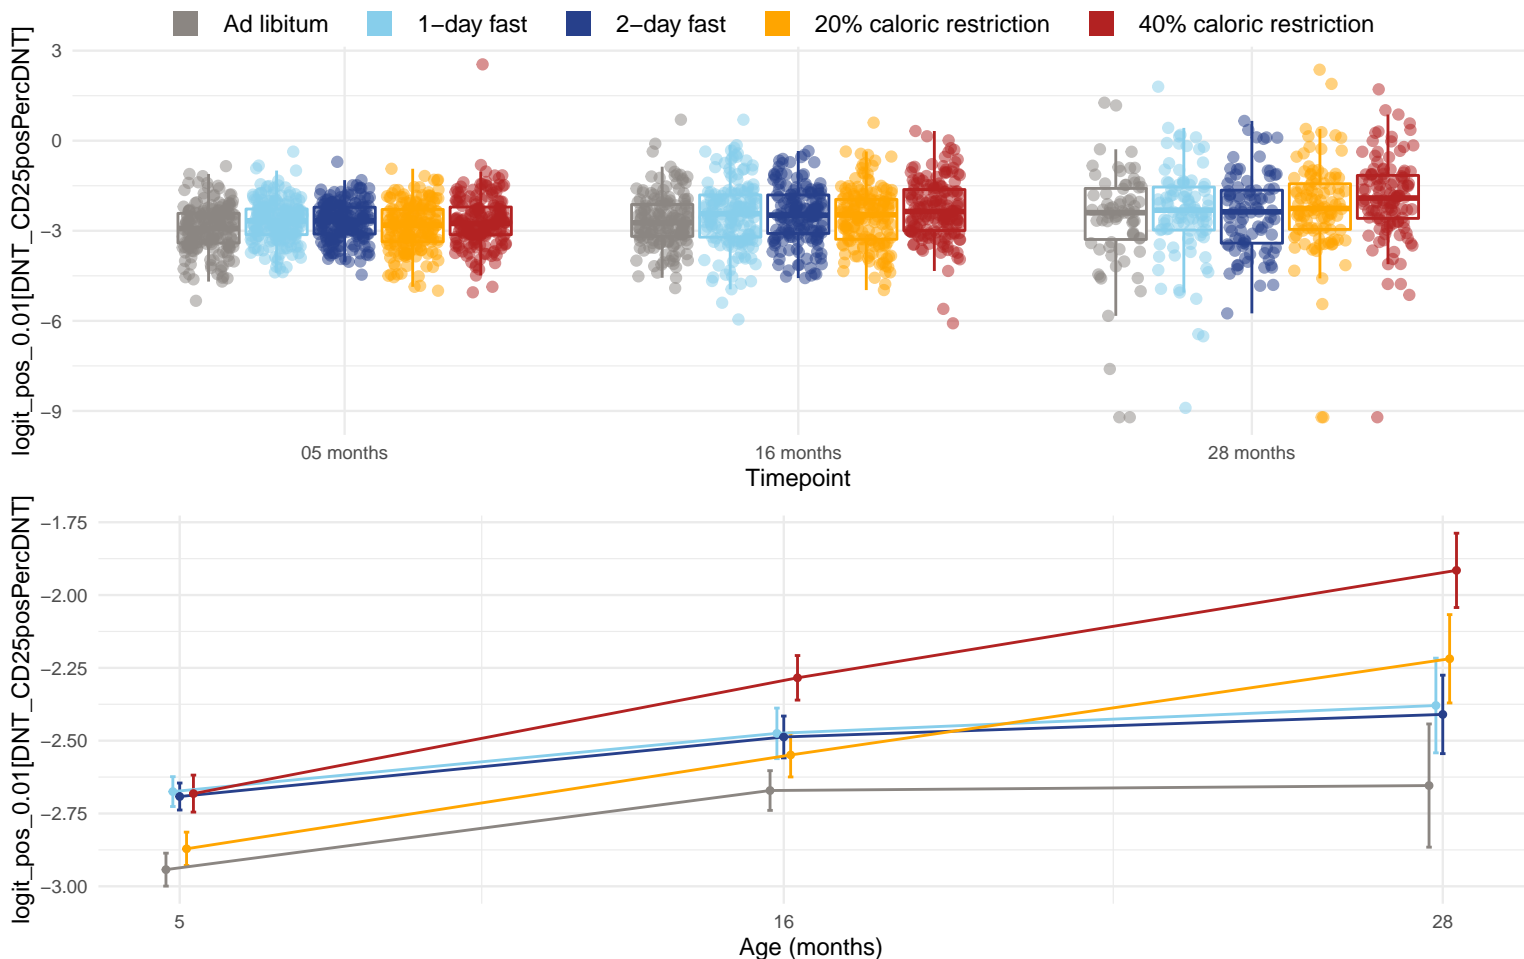 Ad libitum 1−day fast 2−day fast 20% caloric restriction 40% caloric restriction
logit_pos_0.01[DNT_CD25posPercDNT]
3
0
−3
−6
−9
05 months 16 months 28 months
Timepoint
logit_pos_0.01[DNT_CD25posPercDNT]
−1.75
−2.00
−2.25
−2.50
−2.75
−3.00
5 16 28
Age (months)